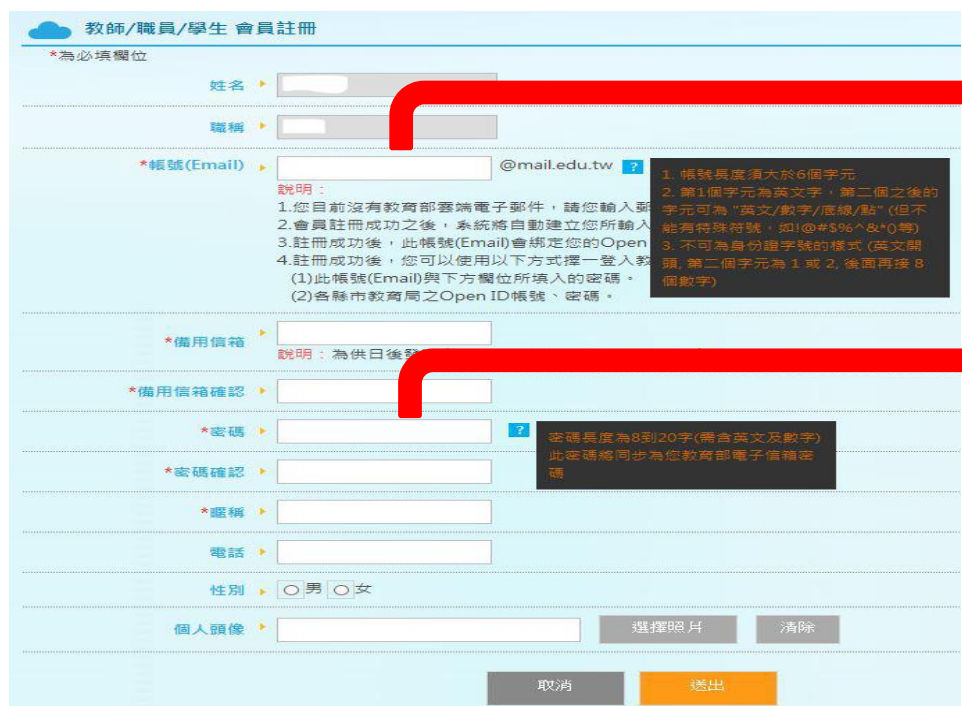 教師/職員/學生 會員註冊
*為必填欄位
姓名
職稱
*帳號(Email) @mail.edu.tw ?
1. 帳號長度須大於6個字元
2. 第1個字元為英文字，第二個之後的
字元可為 "英文/數字/底線/點" (但不
能有特殊符號，如!@#$%^&*()等)
3. 不可為身份證字號的樣式 (英文開
頭, 第二個字元為 1 或 2, 後面再接 8
個數字)
說明：
1.您目前沒有教育部雲端電子郵件，請您輸入郵
2.會員註冊成功之後，系統將自動建立您所輸入
3.註冊成功後，此帳號(Email)會綁定您的Open
4.註冊成功後，您可以使用以下方式擇一登入教
(1)此帳號(Email)與下方欄位所填入的密碼。
(2)各縣市教育局之Open ID帳號、密碼。
*備用信箱
說明：為供日後
*備用信箱確認
*密碼 ?
密碼長度為8到20字(需含英文及數字)
此密碼將同步為您教育部電子信箱密
碼
*密碼確認
*暱稱
電話
性別 男 女
個人頭像 選擇照片 清除
取消 送出